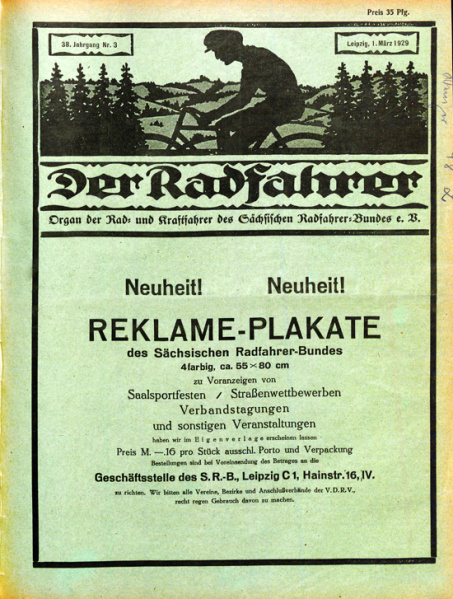 Preis 35 Pfg.
38. Jahrgang Nr. 3
Leipzig, 1. März 1929
Der Radfahrer
Organ der Rad- und Kraftfahrer des Sächsischen Radfahrer-Bundes e. V.
Neuheit! Neuheit!
REKLAME-PLAKATE
des Sächsischen Radfahrer-Bundes
4farbig, ca. 55×80 cm
zu Voranzeigen von
Saalsportfesten / Straßenwettbewerben
Verbandstagungen
und sonstigen Veranstaltungen
haben wir im Eigenverlage erscheinen lassen
Preis M. —.16 pro Stück ausschl. Porto und Verpackung
Bestellungen sind bei Voreinsendung des Betrages an die
Geschäftsstelle des S.R.-B., Leipzig C1, Hainstr. 16, IV.
zu richten. Wir bitten alle Vereine, Bezirke und Anschlußverbände der V.D.R.V.,
recht regen Gebrauch davon zu machen.